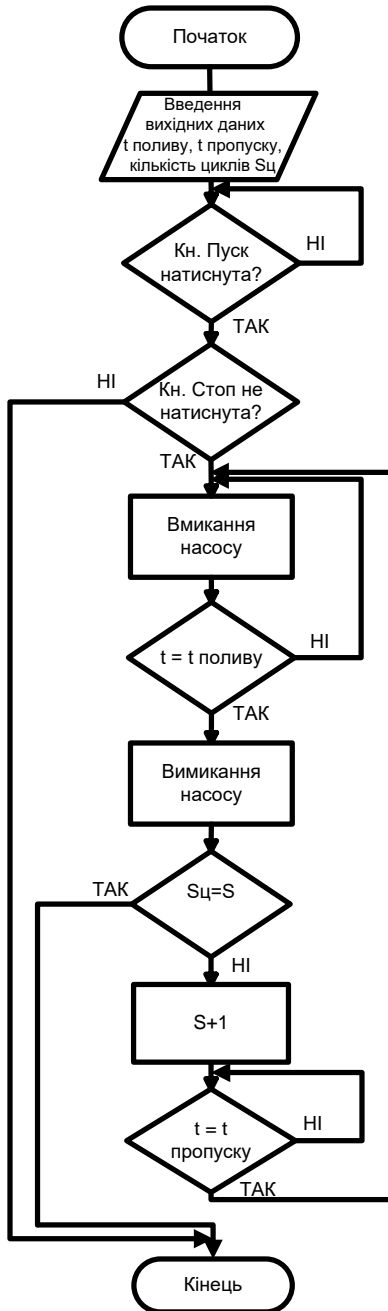 Початок
Введення
вихідних даних
t поливу, t пропуску,
кількість циклів Sц
Кн. Пуск
натиснута?
НІ
ТАК
НІ
Кн. Стоп не
натиснута?
ТАК
Вмикання
насосу
t = t поливу
НІ
ТАК
Вимикання
насосу
ТАК
Sц=S
НІ
S+1
t = t
пропуску
НІ
ТАК
Кінець